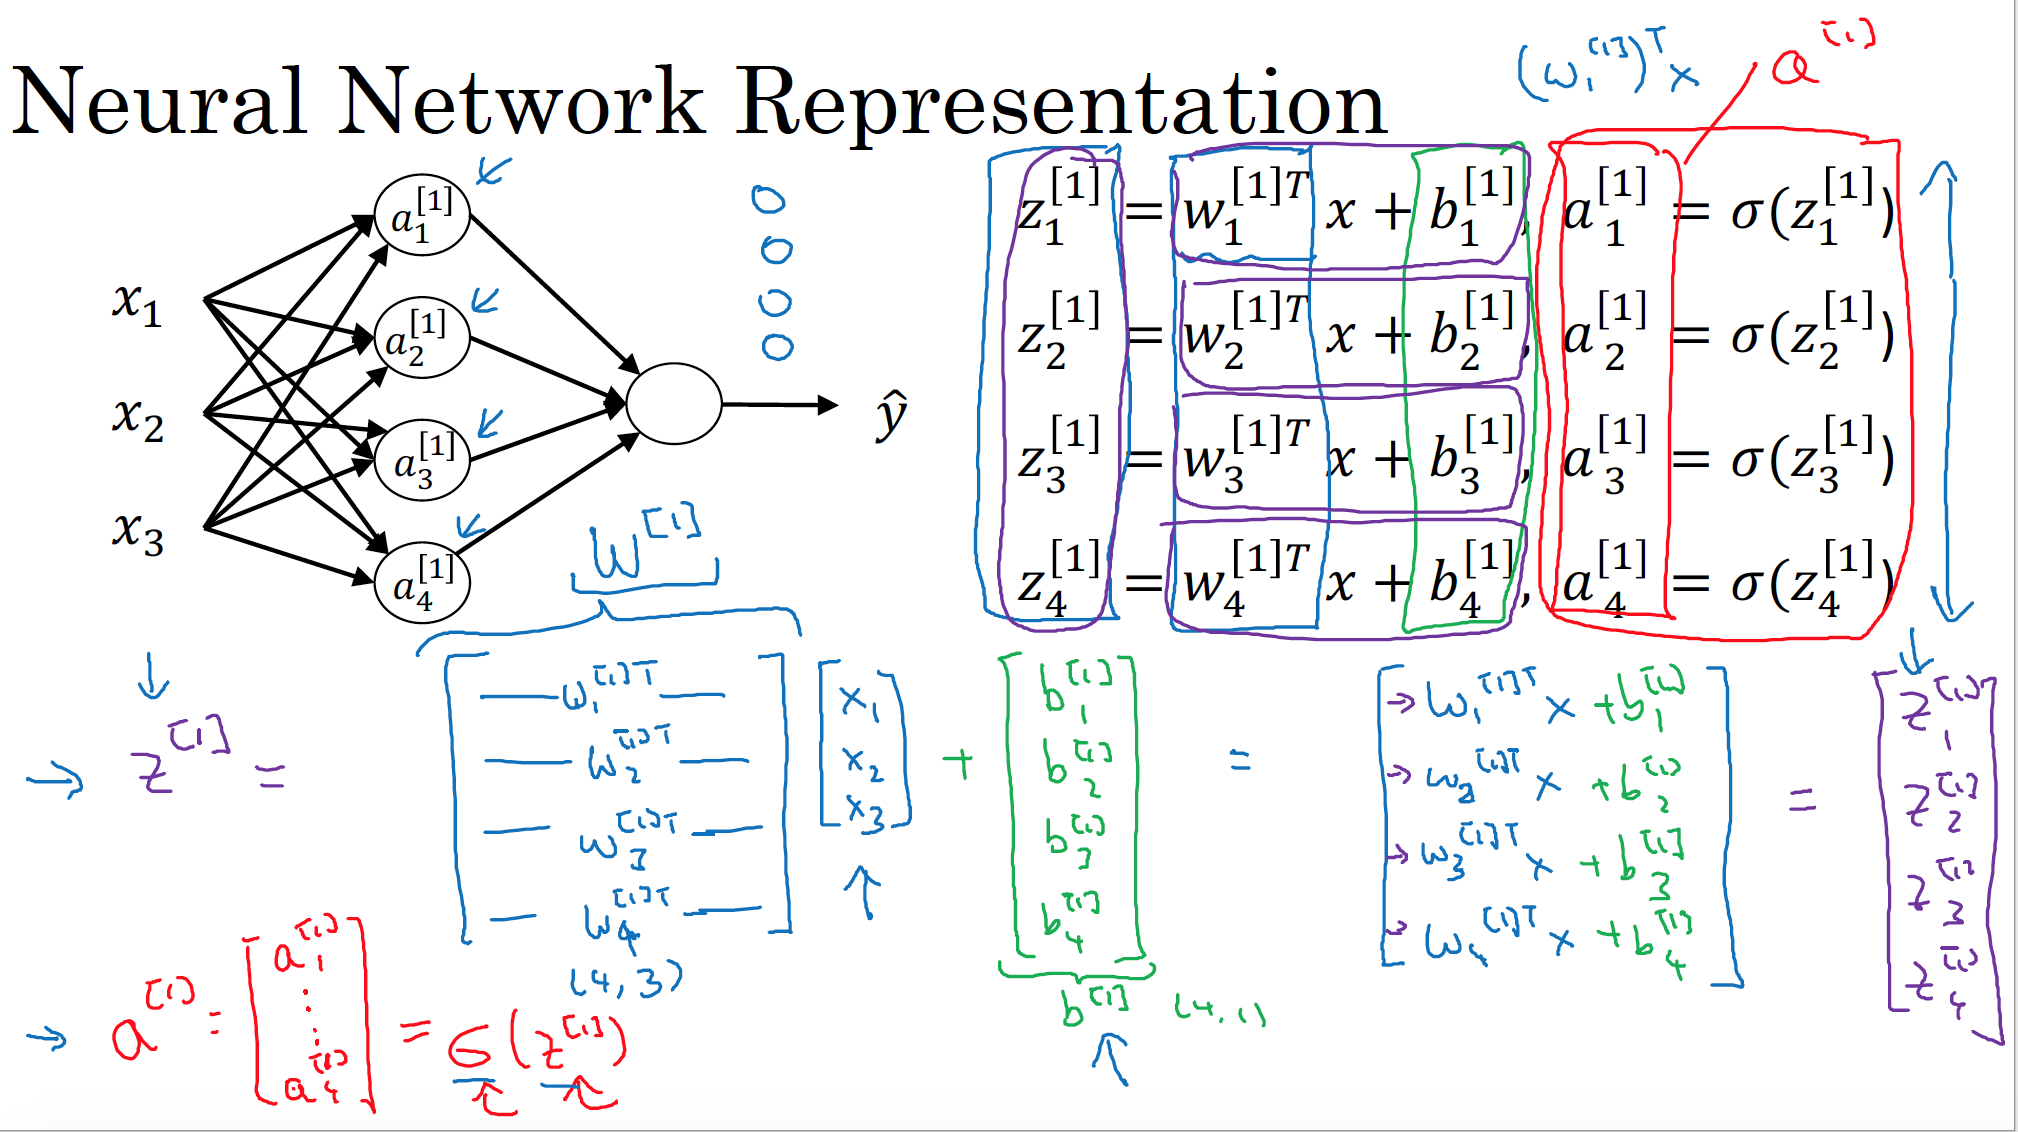 Neural Network Representation
(w₁^[1])^T x
a^[1]
x₁
x₂
x₃
a₁^[1]
a₂^[1]
a₃^[1]
a₄^[1]
ŷ
z₁^[1] = w₁^[1]T x + b₁^[1], a₁^[1] = σ(z₁^[1])
z₂^[1] = w₂^[1]T x + b₂^[1], a₂^[1] = σ(z₂^[1])
z₃^[1] = w₃^[1]T x + b₃^[1], a₃^[1] = σ(z₃^[1])
z₄^[1] = w₄^[1]T x + b₄^[1], a₄^[1] = σ(z₄^[1])
W^[1]
→ z^[1] =
w₁^[1]T
w₂^[1]T
w₃^[1]T
w₄^[1]T
(4, 3)
x₁
x₂
x₃
+
b₁^[1]
b₂^[1]
b₃^[1]
b₄^[1]
b^[1] (4, 1)
=
→ w₁^[1]T x + b₁^[1]
→ w₂^[1]T x + b₂^[1]
→ w₃^[1]T x + b₃^[1]
→ w₄^[1]T x + b₄^[1]
=
z₁^[1]
z₂^[1]
z₃^[1]
z₄^[1]
→ a^[1] = [a₁^[1] ⋮ a₄^[1]] = σ(z^[1])